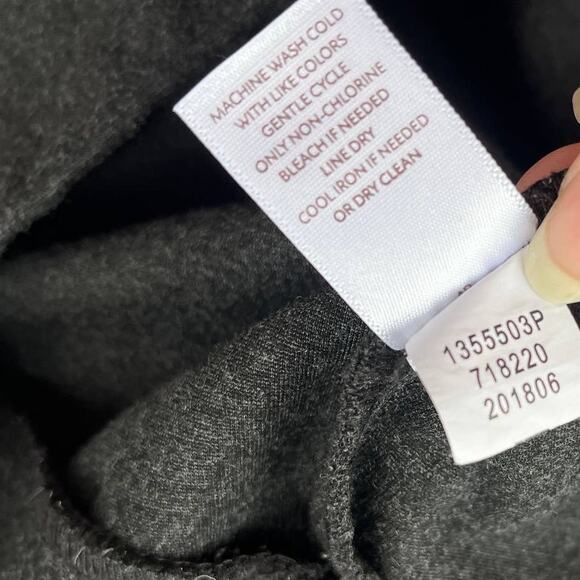 MACHINE WASH COLD
WITH LIKE COLORS
GENTLE CYCLE
ONLY NON-CHLORINE
BLEACH IF NEEDED
LINE DRY
COOL IRON IF NEEDED
OR DRY CLEAN
1355503P
718220
201806